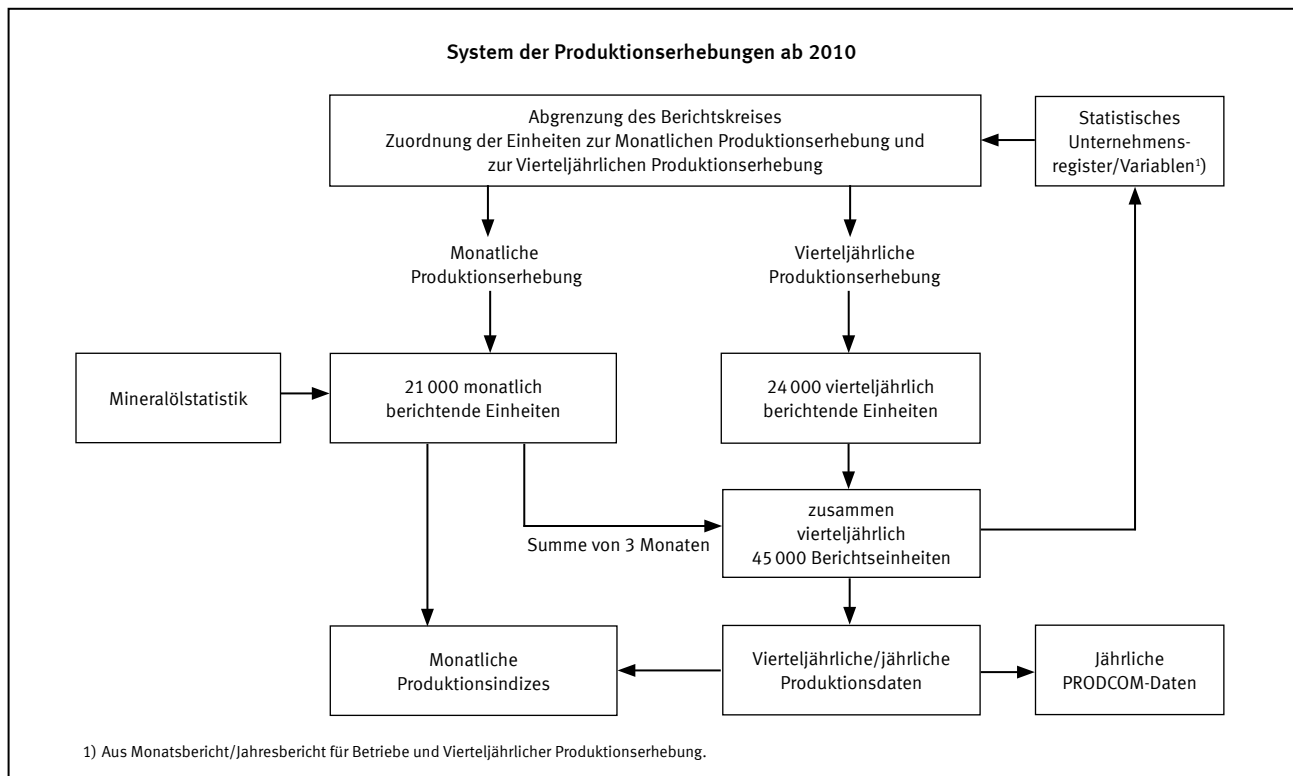 System der Produktionserhebungen ab 2010
Abgrenzung des Berichtskreises
Zuordnung der Einheiten zur Monatlichen Produktionserhebung und
zur Vierteljährlichen Produktionserhebung
Statistisches
Unternehmens-
register/Variablen¹)
Monatliche
Produktionserhebung
Vierteljährliche
Produktionserhebung
Mineralölstatistik
21 000 monatlich
berichtende Einheiten
24 000 vierteljährlich
berichtende Einheiten
Summe von 3 Monaten
zusammen
vierteljährlich
45 000 Berichtseinheiten
Monatliche
Produktionsindizes
Vierteljährliche/jährliche
Produktionsdaten
Jährliche
PRODCOM-Daten
1) Aus Monatsbericht/Jahresbericht für Betriebe und Vierteljährlicher Produktionserhebung.